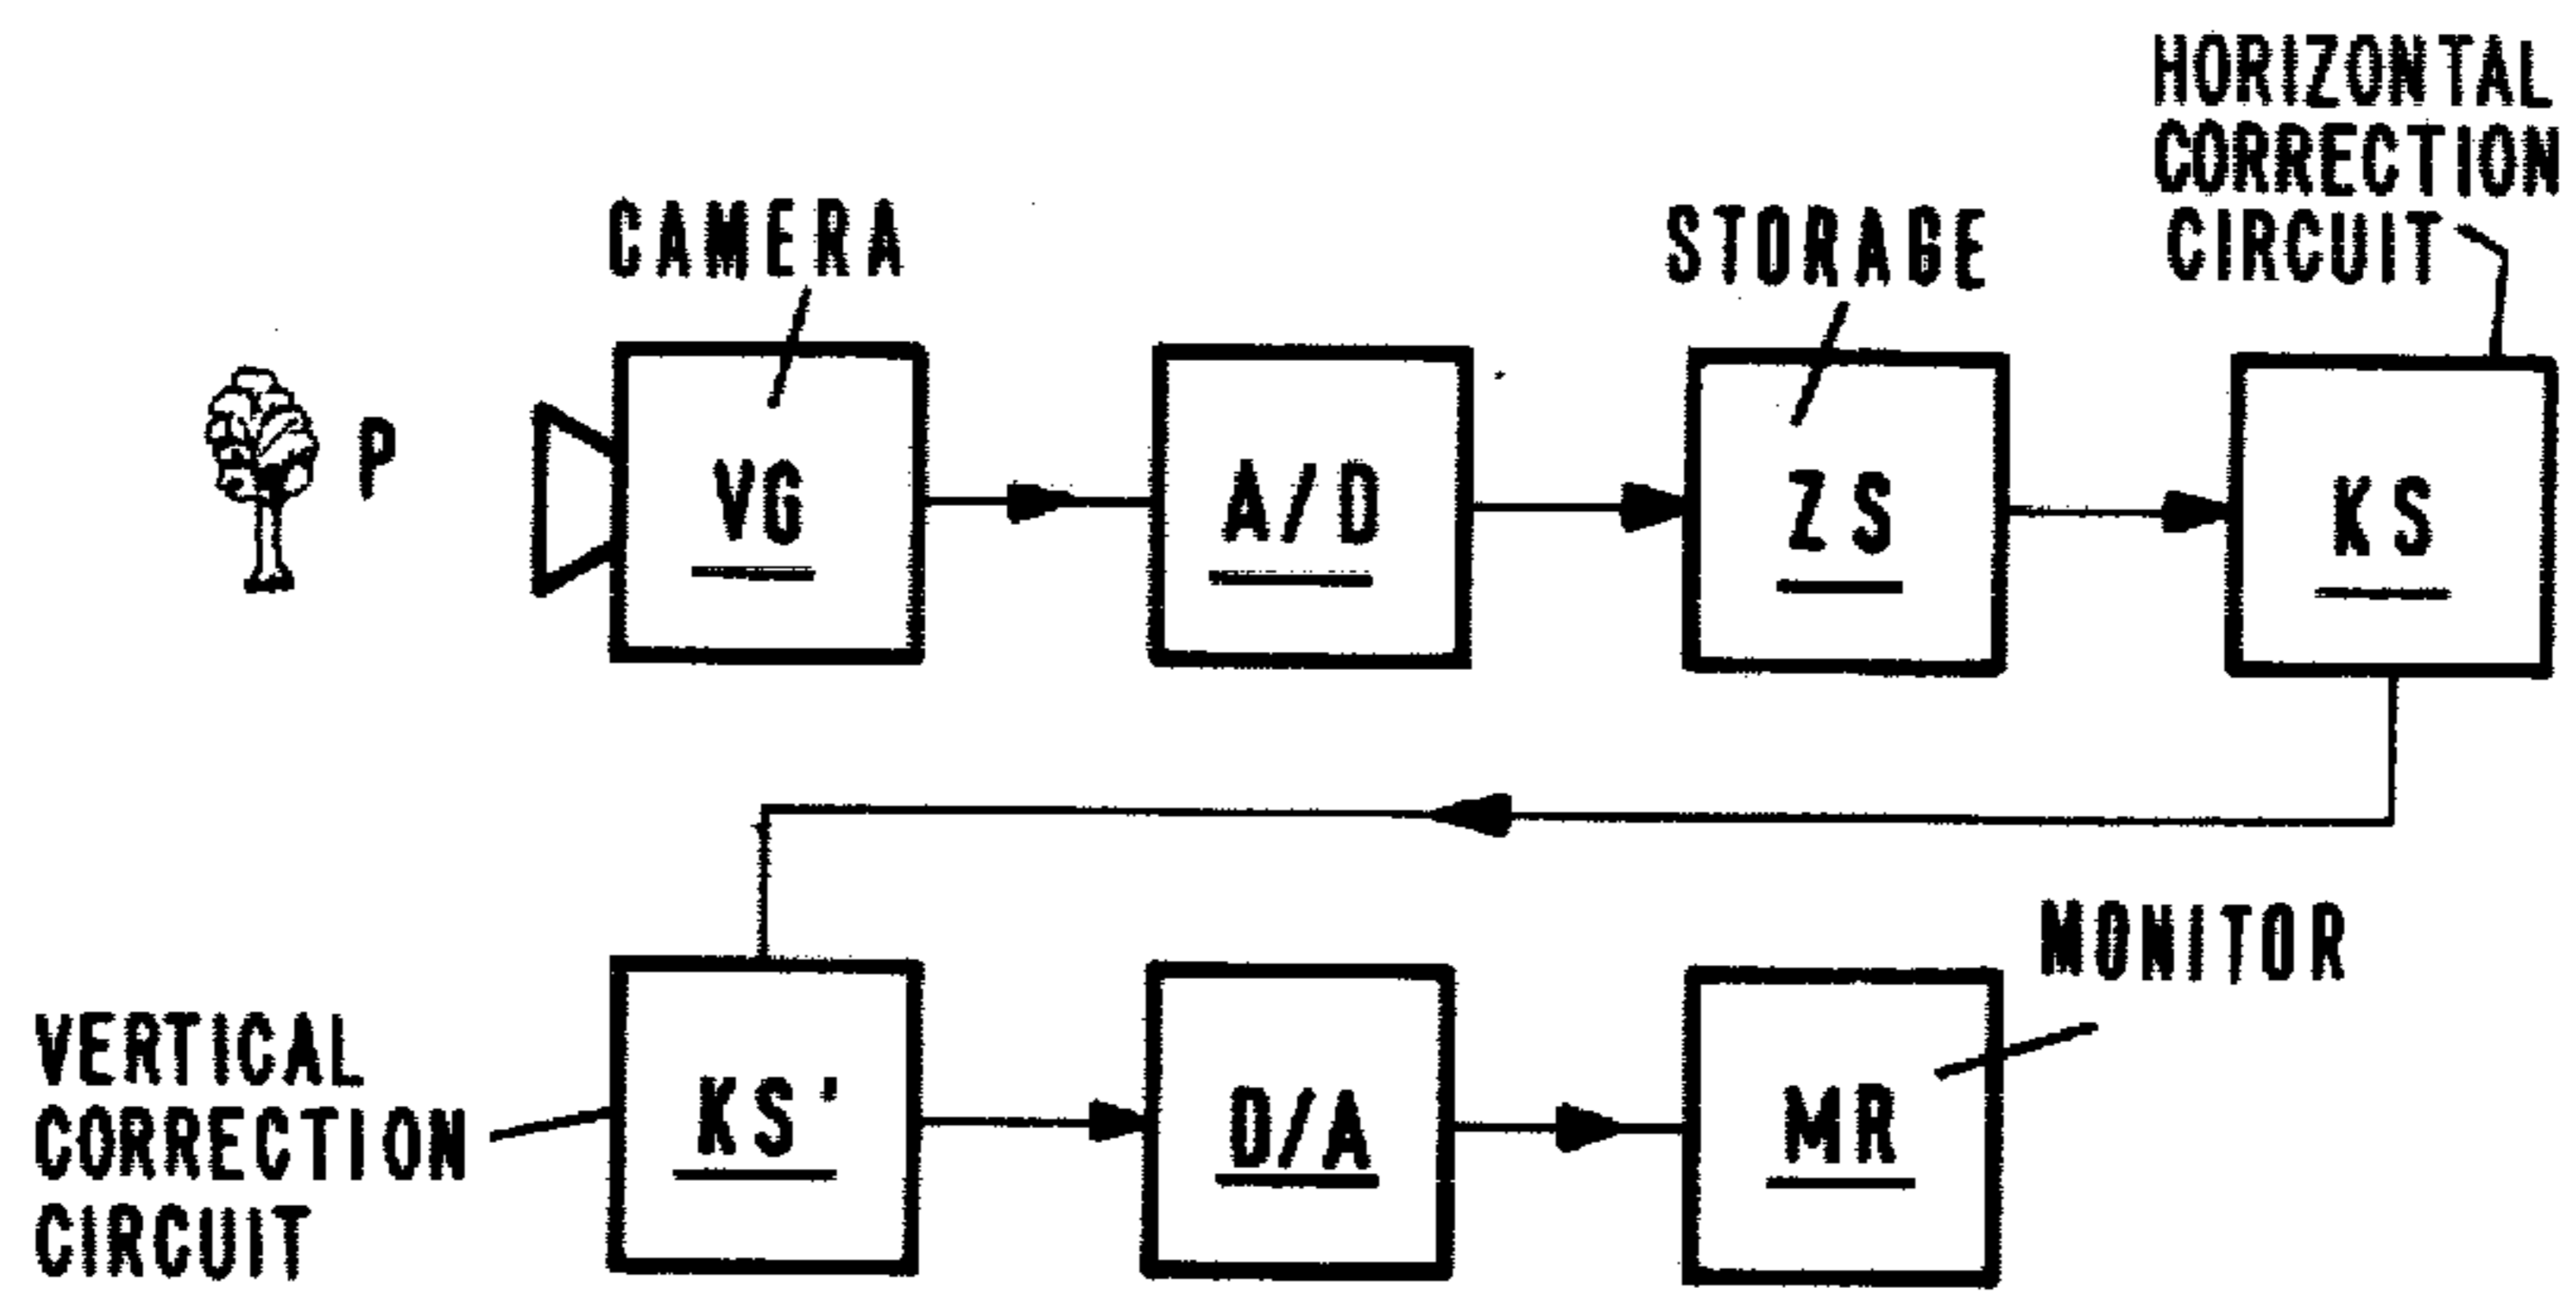 HORIZONTAL
CORRECTION
CIRCUIT
CAMERA
STORAGE
P
VG
A/D
ZS
KS
MONITOR
VERTICAL
CORRECTION
CIRCUIT
KS'
D/A
MR